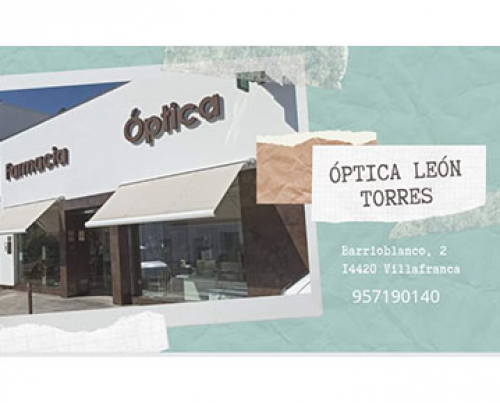 Farmacia
Óptica
ÓPTICA LEÓN
TORRES
Barrioblanco, 2
14420 Villafranca
957190140